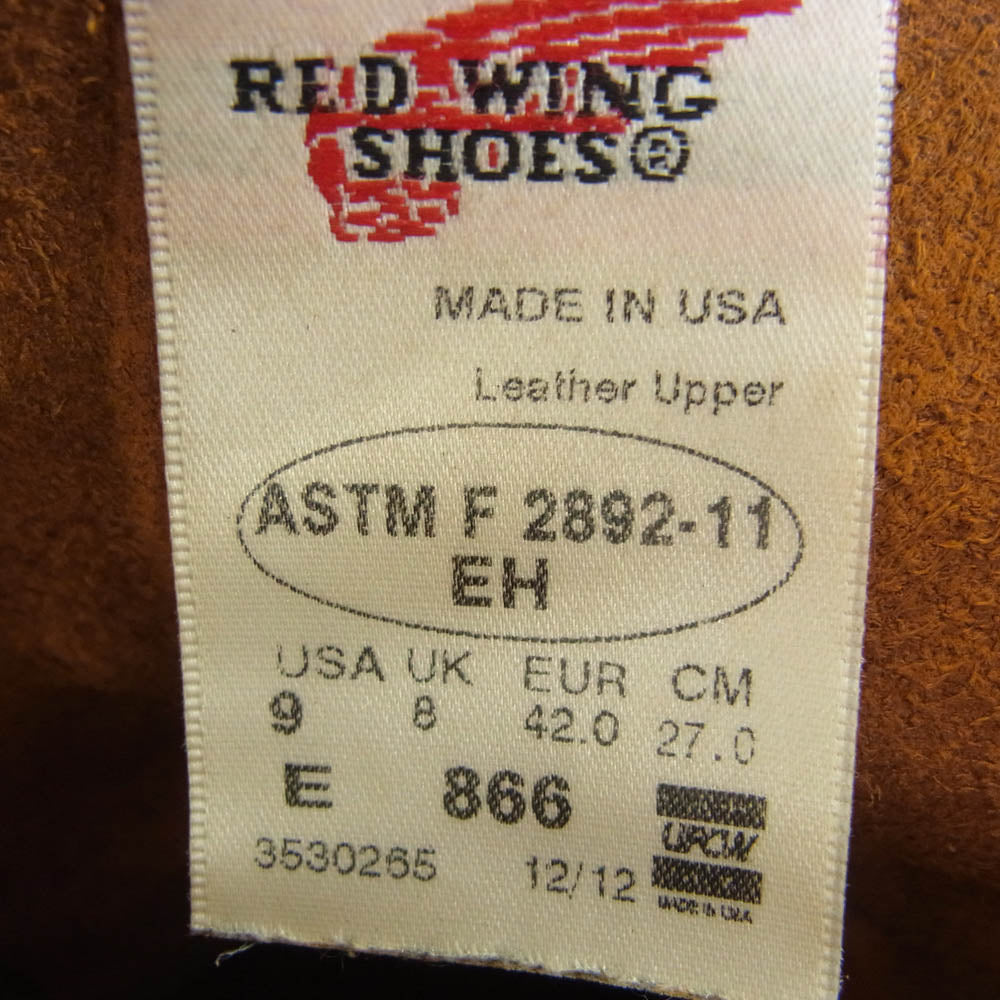 RED WING
SHOES®
MADE IN USA
Leather Upper
ASTM F 2892-11
EH
USA UK EUR CM
9 8 42.0 27.0
E 866
UFCW
3530265 12/12
MADE IN USA